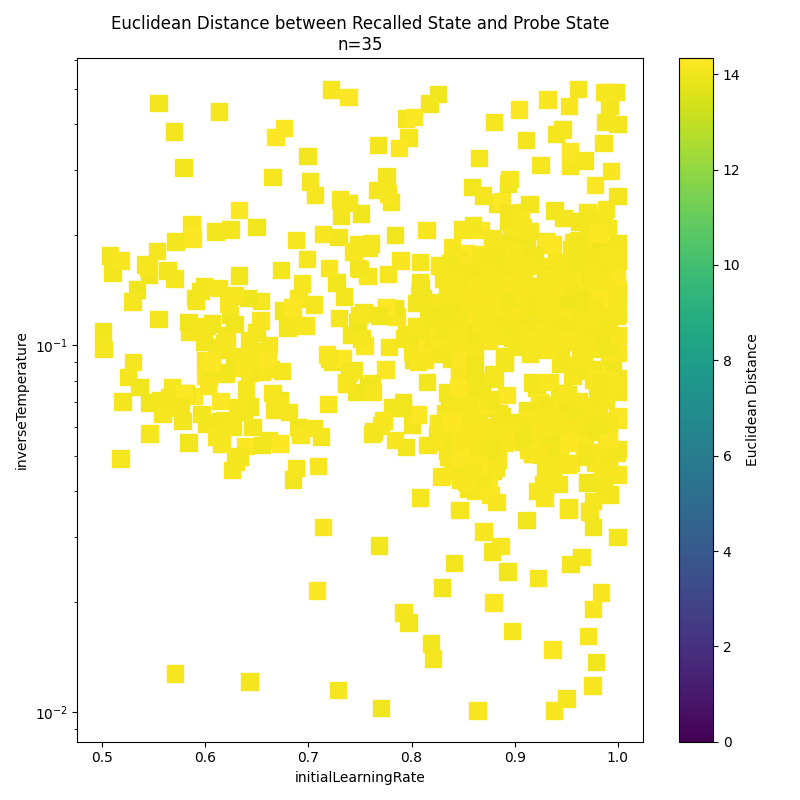 Euclidean Distance between Recalled State and Probe State
n=35
inverseTemperature
10⁻¹
10⁻²
0.5 0.6 0.7 0.8 0.9 1.0
initialLearningRate
14
12
10
8
6
4
2
0
Euclidean Distance